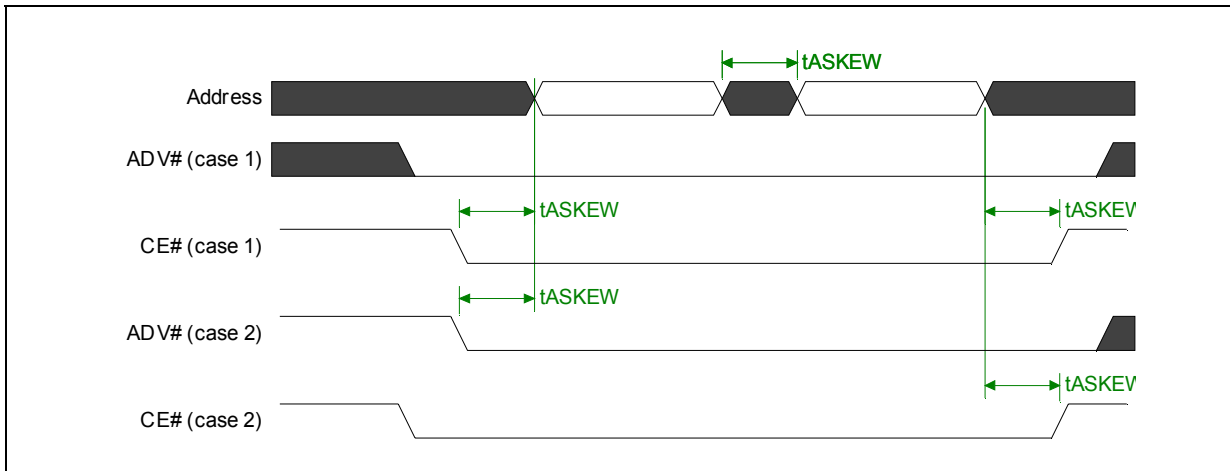 tASKEW
Address
ADV# (case 1)
tASKEW
tASKEW
CE# (case 1)
tASKEW
ADV# (case 2)
tASKEW
CE# (case 2)